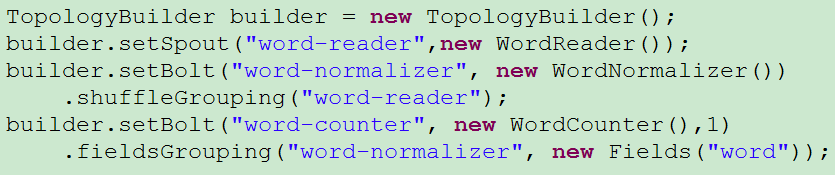 TopologyBuilder builder = new TopologyBuilder();
builder.setSpout("word-reader",new WordReader());
builder.setBolt("word-normalizer", new WordNormalizer())
    .shuffleGrouping("word-reader");
builder.setBolt("word-counter", new WordCounter(),1)
    .fieldsGrouping("word-normalizer", new Fields("word"));